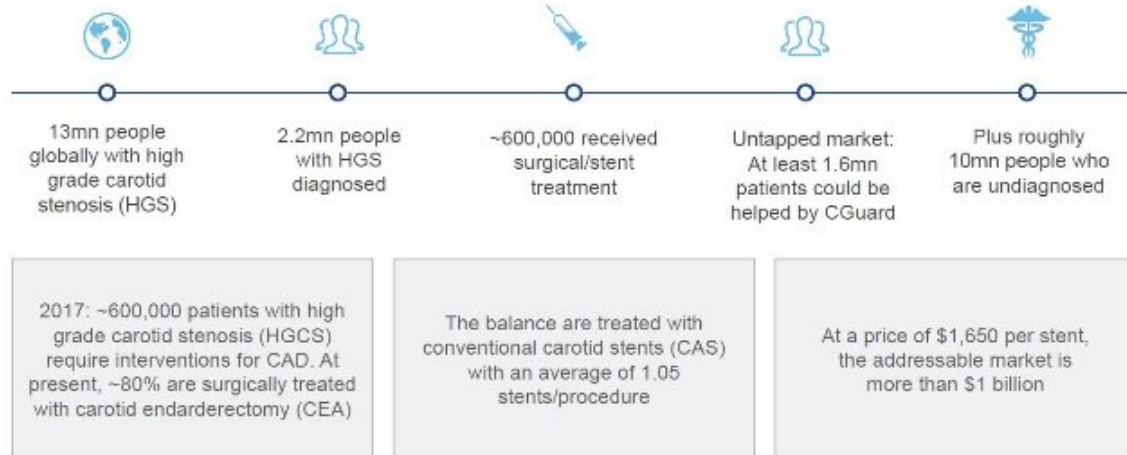 13mn people
globally with high
grade carotid
stenosis (HGS)
2.2mn people
with HGS
diagnosed
~600,000 received
surgical/stent
treatment
Untapped market:
At least 1.6mn
patients could be
helped by CGuard
Plus roughly
10mn people who
are undiagnosed
2017: ~600,000 patients with high
grade carotid stenosis (HGCS)
require interventions for CAD. At
present, ~80% are surgically treated
with carotid endarderectomy (CEA)
The balance are treated with
conventional carotid stents (CAS)
with an average of 1.05
stents/procedure
At a price of $1,650 per stent,
the addressable market is
more than $1 billion